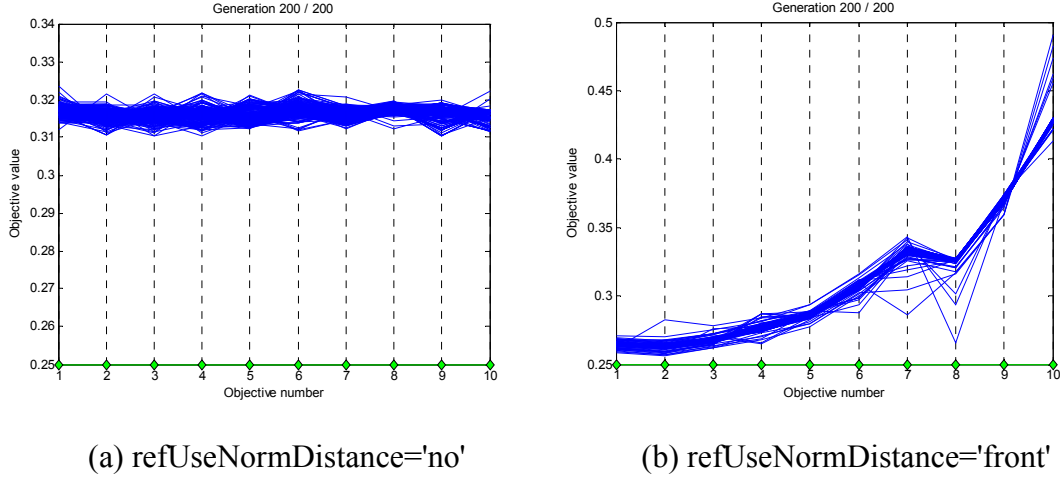 Generation 200 / 200
0.34
0.33
0.32
0.31
0.3
0.29
0.28
0.27
0.26
0.25
Objective value
1 2 3 4 5 6 7 8 9 10
Objective number
(a) refUseNormDistance='no'
Generation 200 / 200
0.5
0.45
0.4
0.35
0.3
0.25
Objective value
1 2 3 4 5 6 7 8 9 10
Objective number
(b) refUseNormDistance='front'